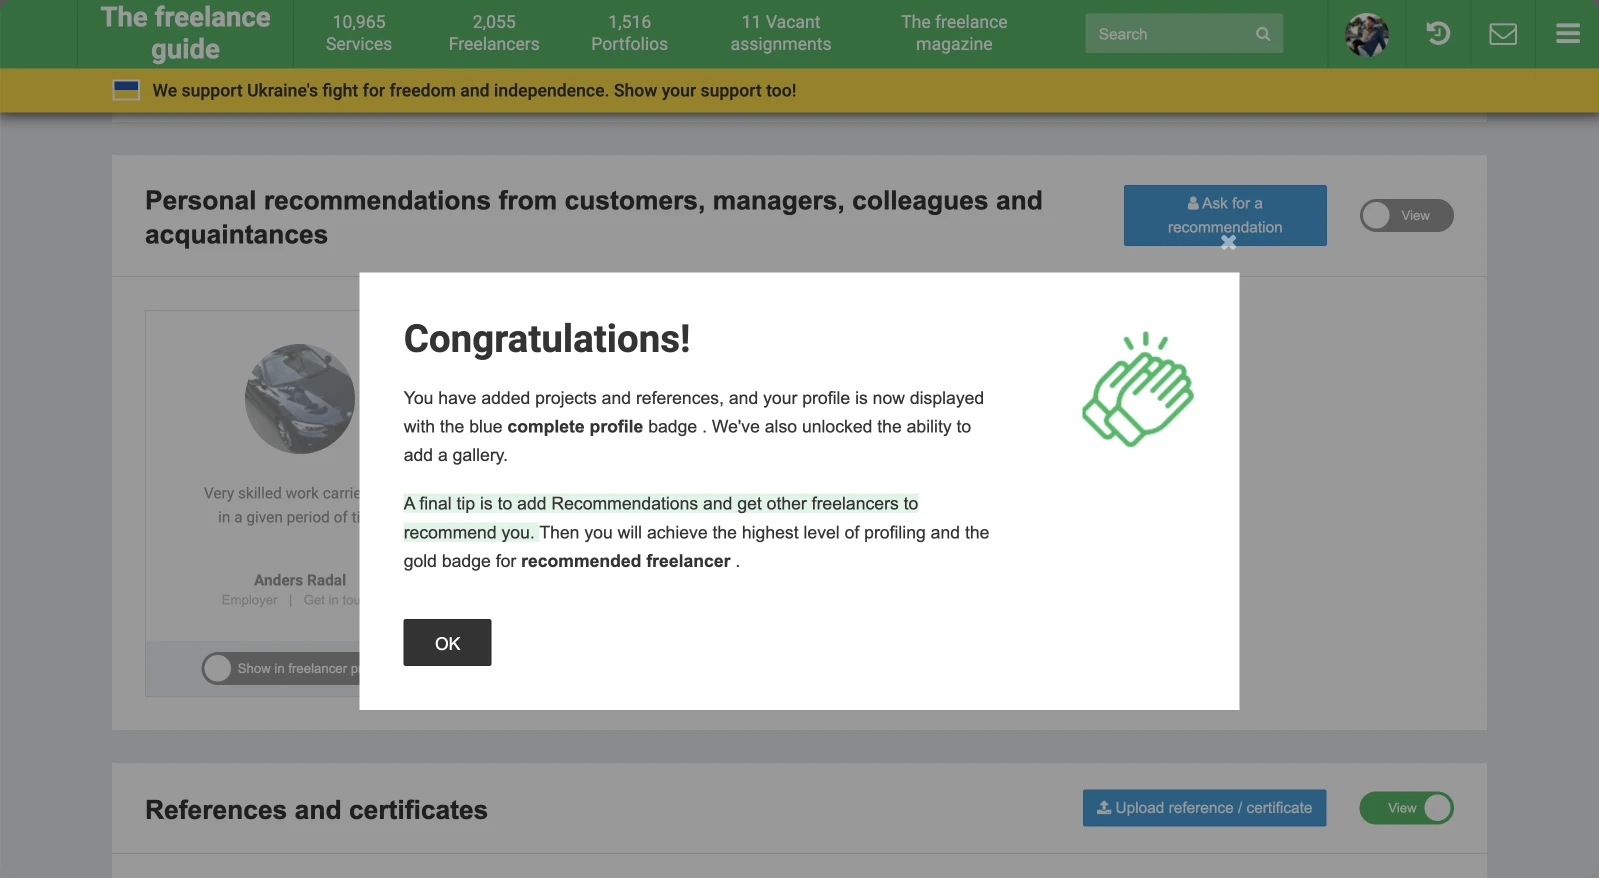 The freelance
guide
10,965
Services
2,055
Freelancers
1,516
Portfolios
11 Vacant
assignments
The freelance
magazine
Search
We support Ukraine's fight for freedom and independence. Show your support too!
Personal recommendations from customers, managers, colleagues and
acquaintances
Ask for a
recommendation
View
Congratulations!
You have added projects and references, and your profile is now displayed
with the blue complete profile badge . We've also unlocked the ability to
add a gallery.
A final tip is to add Recommendations and get other freelancers to
recommend you. Then you will achieve the highest level of profiling and the
gold badge for recommended freelancer .
OK
Very skilled work
in a given period of
Anders Radal
Employer | Get in
Show in freelancer
References and certificates
Upload reference / certificate
View